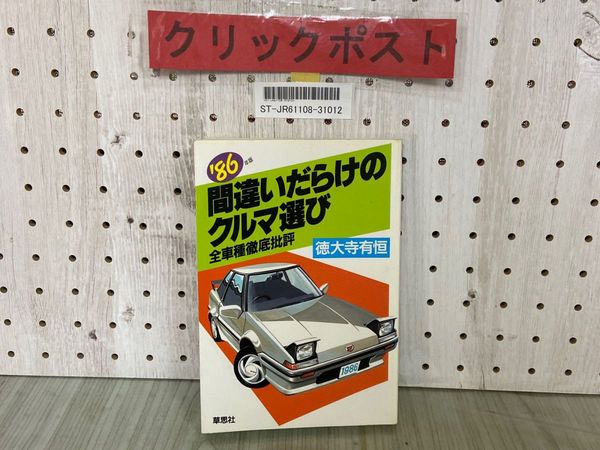 クリックポスト
ST-JR61108-31012
'86年版
間違いだらけの
クルマ選び
全車種徹底批評
徳大寺有恒
1986
草思社